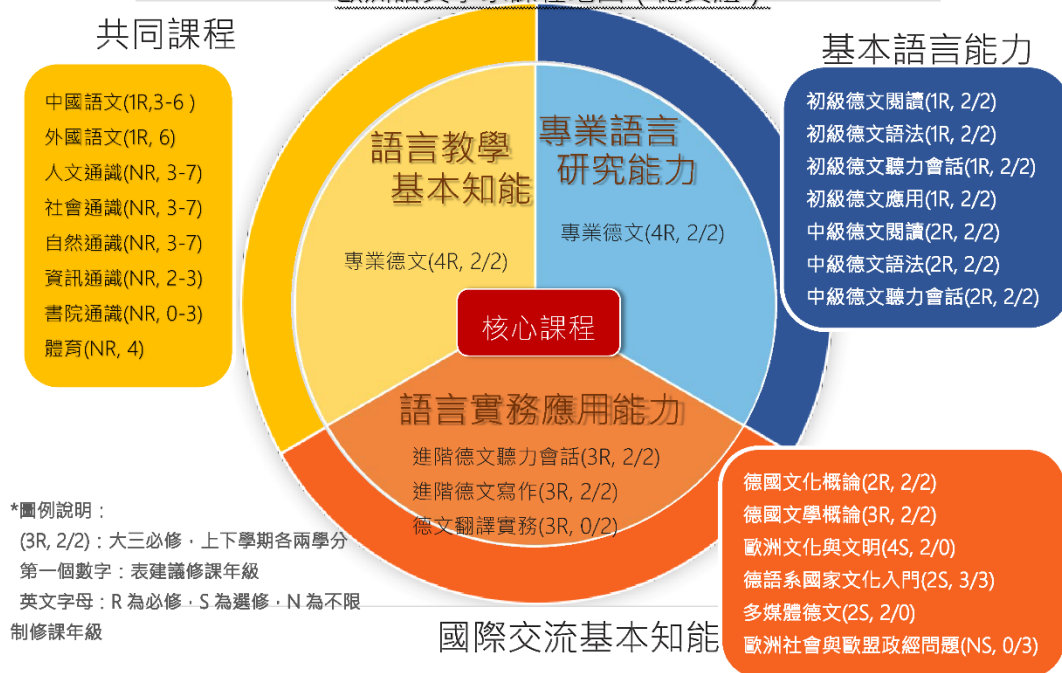 共同課程
中國語文(1R,3-6 )
外國語文(1R, 6)
人文通識(NR, 3-7)
社會通識(NR, 3-7)
自然通識(NR, 3-7)
資訊通識(NR, 2-3)
書院通識(NR, 0-3)
體育(NR, 4)
語言教學
基本知能
專業德文(4R, 2/2)
專業語言
研究能力
專業德文(4R, 2/2)
核心課程
語言實務應用能力
進階德文聽力會話(3R, 2/2)
進階德文寫作(3R, 2/2)
德文翻譯實務(3R, 0/2)
基本語言能力
初級德文閱讀(1R, 2/2)
初級德文語法(1R, 2/2)
初級德文聽力會話(1R, 2/2)
初級德文應用(1R, 2/2)
中級德文閱讀(2R, 2/2)
中級德文語法(2R, 2/2)
中級德文聽力會話(2R, 2/2)
*圖例說明：
(3R, 2/2)：大三必修，上下學期各兩學分
第一個數字：表建議修課年級
英文字母：R 為必修，S 為選修，N 為不限
制修課年級
國際交流基本知能
德國文化概論(2R, 2/2)
德國文學概論(3R, 2/2)
歐洲文化與文明(4S, 2/0)
德語系國家文化入門(2S, 3/3)
多媒體德文(2S, 2/0)
歐洲社會與歐盟政經問題(NS, 0/3)